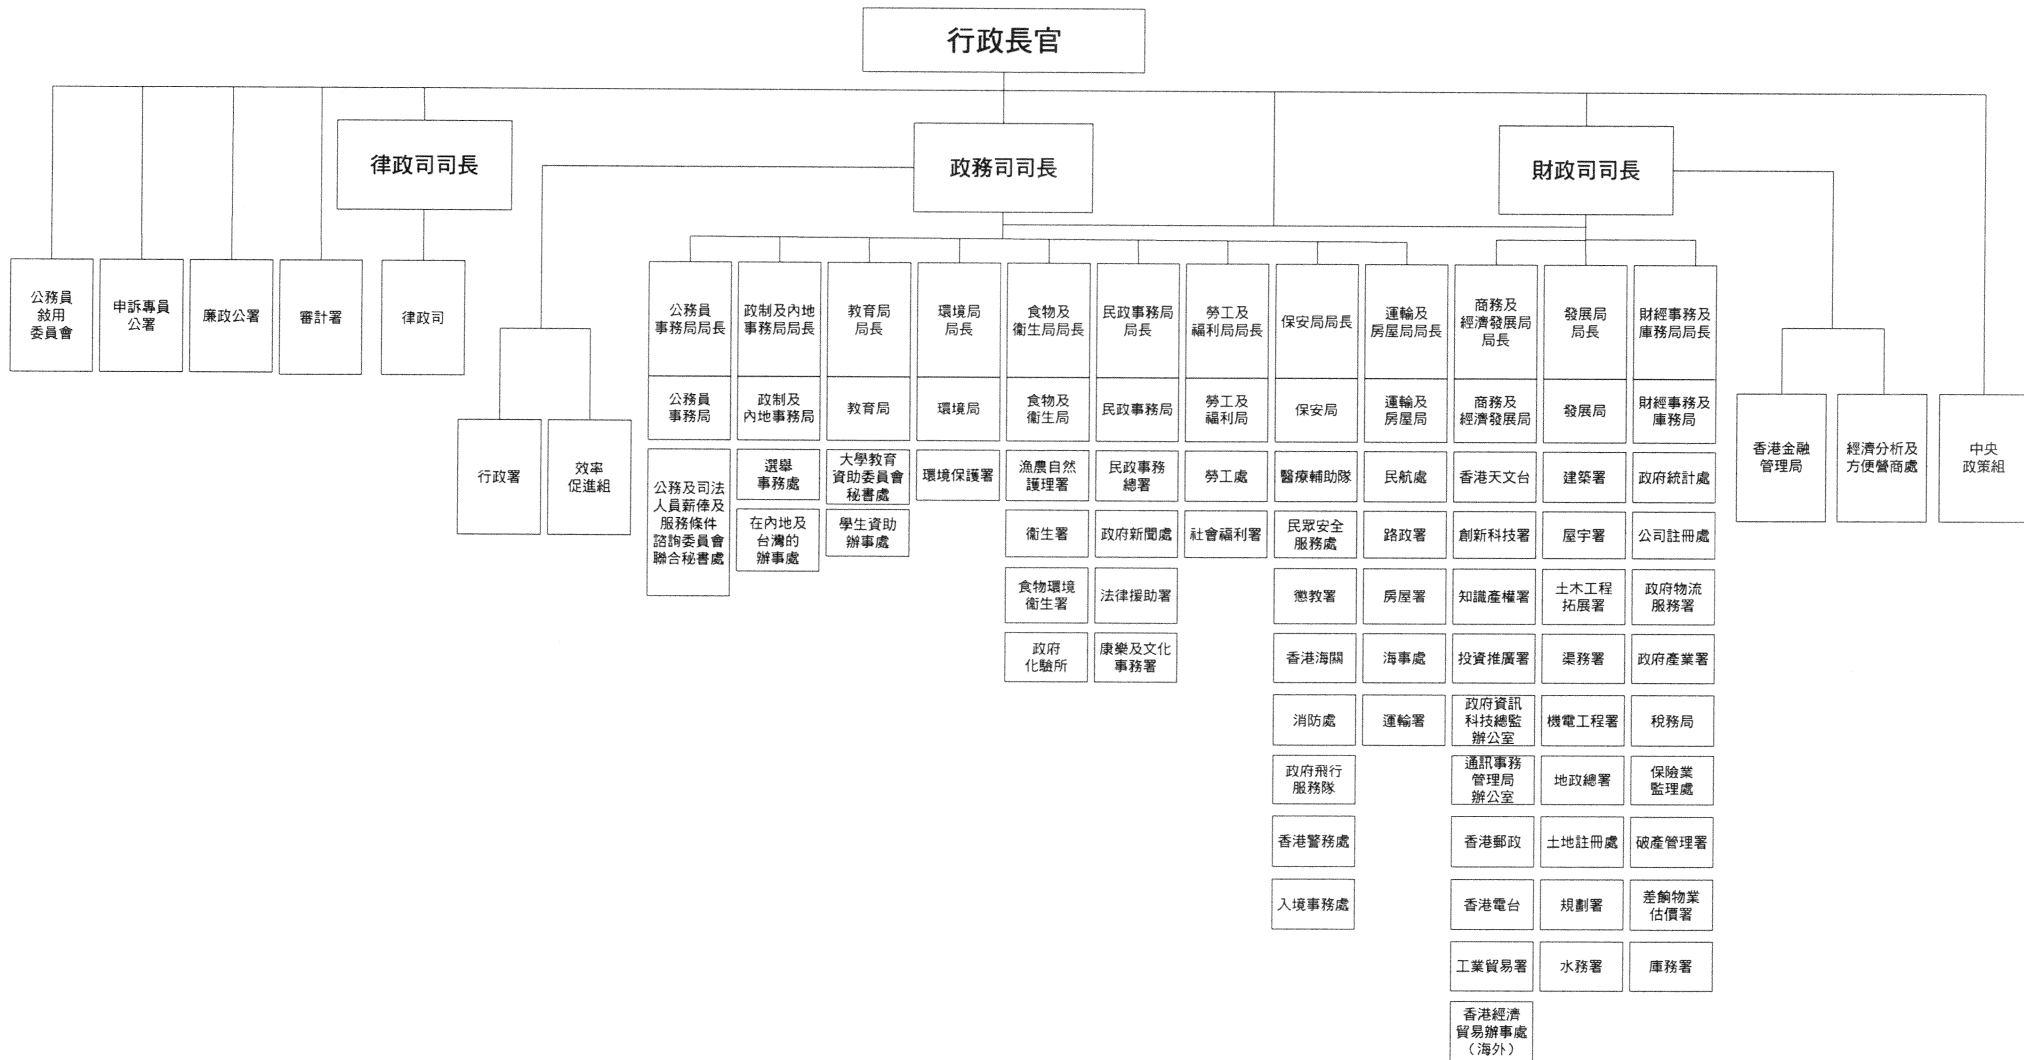 行政長官
律政司司長
政務司司長
財政司司長
公務員
敍用
委員會
申訴專員
公署
廉政公署
審計署
律政司
行政署
效率
促進組
公務員
事務局局長
公務員
事務局
公務及司法
人員薪俸及
服務條件
諮詢委員會
聯合秘書處
政制及內地
事務局局長
政制及
內地事務局
選舉
事務處
在內地及
台灣的
辦事處
教育局
局長
教育局
大學教育
資助委員會
秘書處
學生資助
辦事處
環境局
局長
環境局
環境保護署
食物及
衞生局局長
食物及
衞生局
漁農自然
護理署
衞生署
食物環境
衞生署
政府
化驗所
民政事務局
局長
民政事務局
民政事務
總署
政府新聞處
法律援助署
康樂及文化
事務署
勞工及
福利局局長
勞工及
福利局
勞工處
社會福利署
保安局局長
保安局
醫療輔助隊
民眾安全
服務處
懲教署
香港海關
消防處
政府飛行
服務隊
香港警務處
入境事務處
運輸及
房屋局局長
運輸及
房屋局
民航處
路政署
房屋署
海事處
運輸署
商務及
經濟發展局
局長
商務及
經濟發展局
香港天文台
創新科技署
知識產權署
投資推廣署
政府資訊
科技總監
辦公室
通訊事務
管理局
辦公室
香港郵政
香港電台
工業貿易署
香港經濟
貿易辦事處
（海外）
發展局
局長
發展局
建築署
屋宇署
土木工程
拓展署
渠務署
機電工程署
地政總署
土地註冊處
規劃署
水務署
財經事務及
庫務局局長
財經事務及
庫務局
政府統計處
公司註冊處
政府物流
服務署
政府產業署
稅務局
保險業
監理處
破產管理署
差餉物業
估價署
庫務署
香港金融
管理局
經濟分析及
方便營商處
中央
政策組